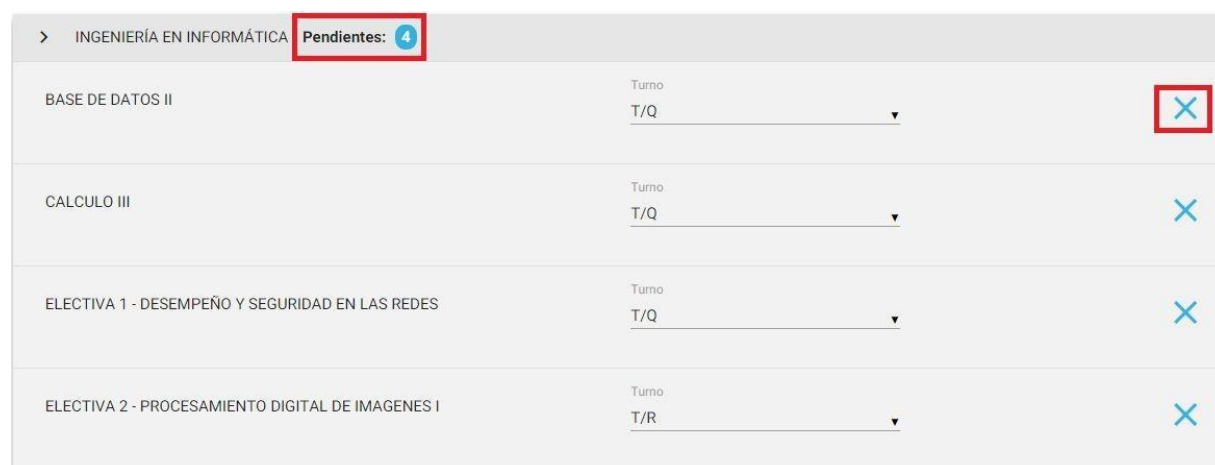 INGENIERÍA EN INFORMÁTICA Pendientes: 4
Turno
BASE DE DATOS II
T/Q
Turno
CALCULO III
T/Q
Turno
ELECTIVA 1 - DESEMPEÑO Y SEGURIDAD EN LAS REDES
T/Q
Turno
ELECTIVA 2 - PROCESAMIENTO DIGITAL DE IMAGENES I
T/R